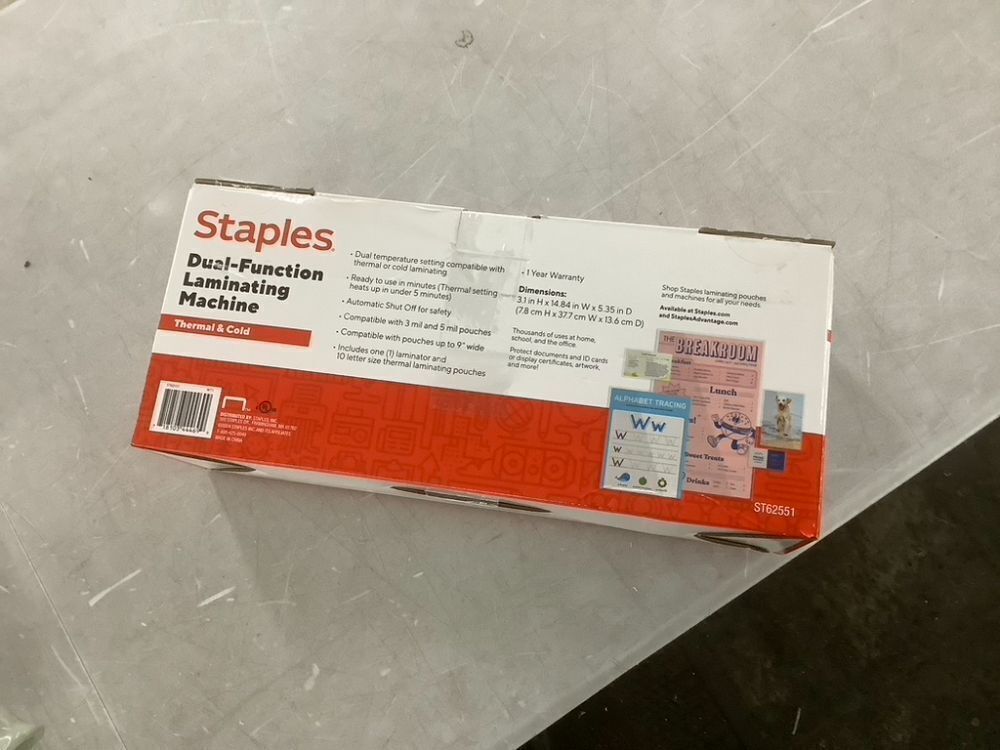 Staples
Dual-Function
Laminating
Machine
Thermal & Cold
• Dual temperature setting compatible with
thermal or cold laminating
• Ready to use in minutes (Thermal setting
heats up in under 5 minutes)
• Automatic Shut Off for safety
• Compatible with 3 mil and 5 mil pouches
• Compatible with pouches up to 9" wide
• Includes one (1) laminator and
10 letter size thermal laminating pouches
• 1 Year Warranty
Dimensions:
3.1 in H x 14.84 in W x 5.35 in D
(7.8 cm H x 37.7 cm W x 13.6 cm D)
Thousands of uses at home,
school, and the office.
Protect documents and ID cards
or display certificates, artwork,
and more!
Shop Staples laminating pouches
and machines for all your needs.
Available at Staples.com
and StaplesAdvantage.com
THE BREAKROOM
Lunch
Sweet Treats
Drinks
ALPHABET TRACING
Ww
W W W W
w w w w w
W W W W
DISTRIBUTED BY: STAPLES, INC.
500 STAPLES DR., FRAMINGHAM, MA 01702
MADE IN CHINA
ST62551